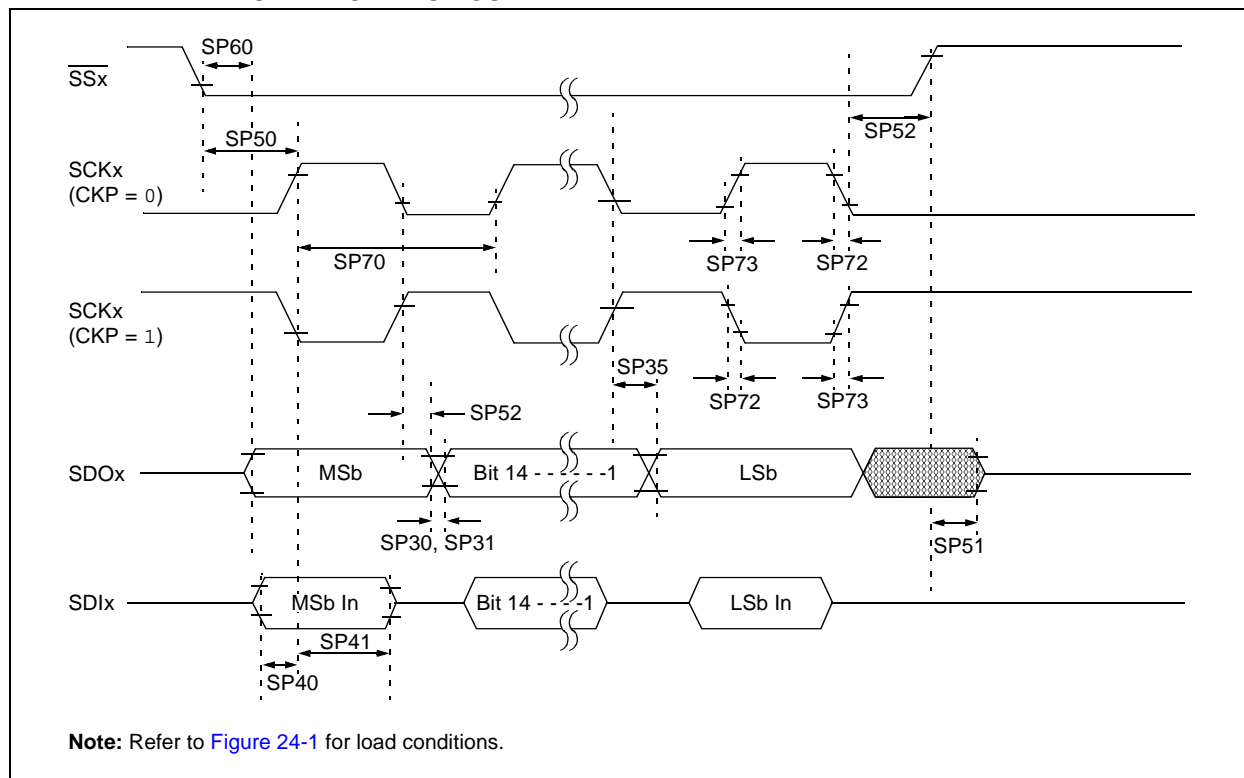 SP60
SSx
SP50
SP52
SCKx
(CKP = 0)
SP70
SP73
SP72
SCKx
(CKP = 1)
SP35
SP72
SP73
SP52
SDOx
MSb
Bit 14 - - - - - -1
LSb
SP30, SP31
SP51
SDIx
MSb In
Bit 14 - - - -1
LSb In
SP41
SP40
Note: Refer to Figure 24-1 for load conditions.